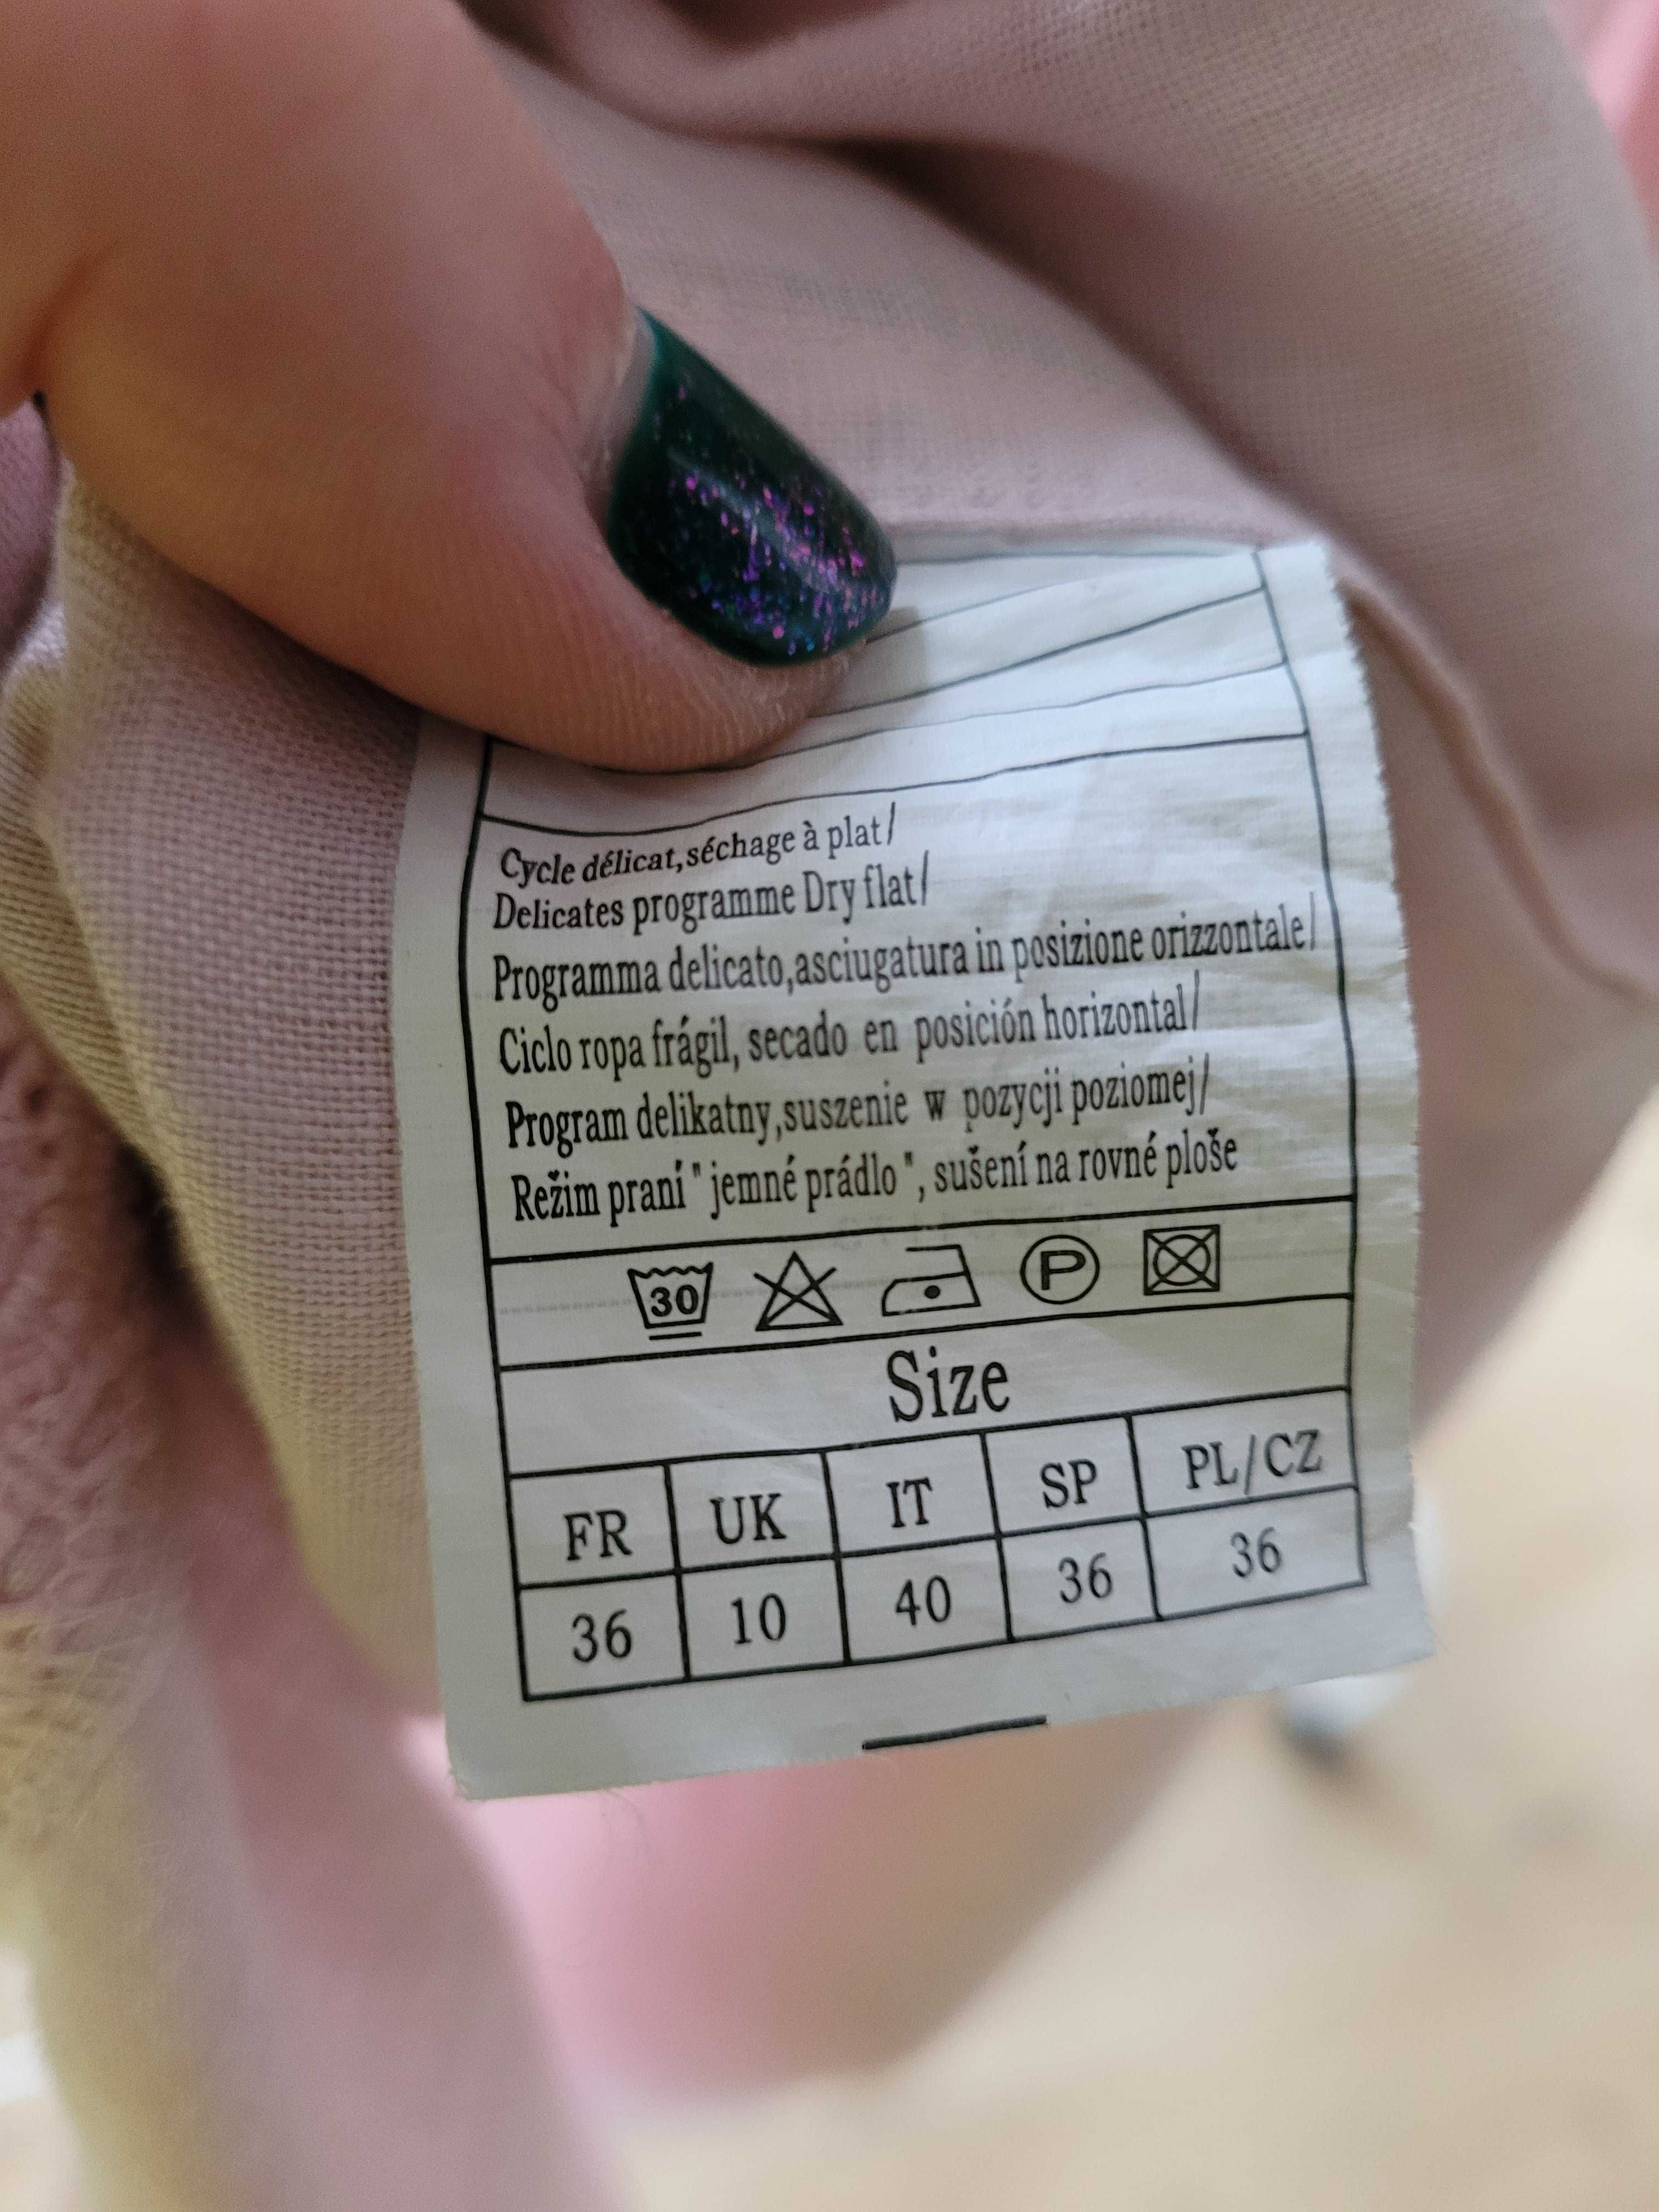 Cycle délicat,séchage à plat/
Delicates programme Dry flat/
Programma delicato,asciugatura in posizione orizzontale/
Ciclo ropa frágil, secado en posición horizontal/
Program delikatny,suszenie w pozycji poziomej/
Režim praní "jemné prádlo", sušení na rovné ploše
30 P
Size
FR UK IT SP PL/CZ
36 10 40 36 36